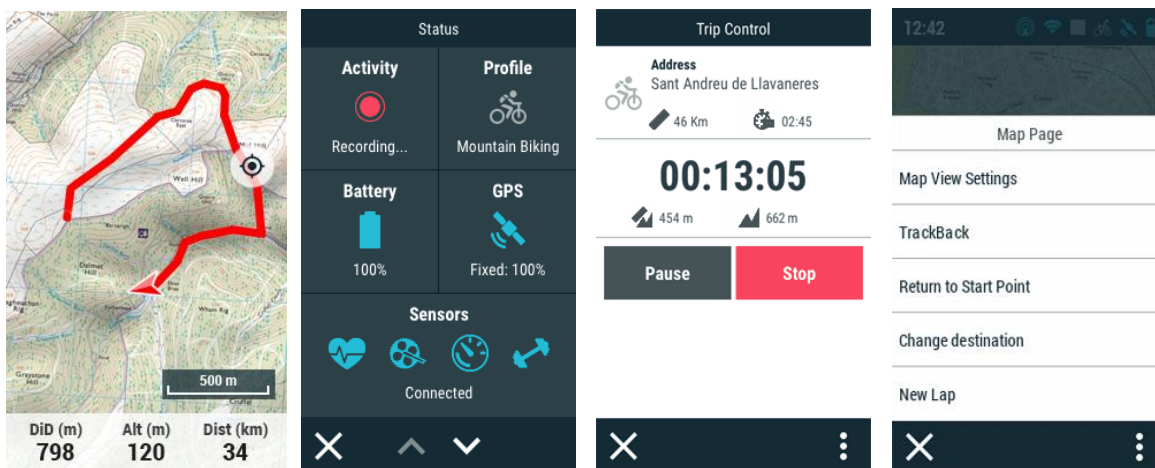 Well Hill
500 m
DiD (m)
Alt (m)
Dist (km)
798
120
34
Status
Activity
Profile
Recording...
Mountain Biking
Battery
GPS
100%
Fixed: 100%
Sensors
Connected
Trip Control
Address
Sant Andreu de Llavaneres
46 Km
02:45
00:13:05
454 m
662 m
Pause
Stop
12:42
Map Page
Map View Settings
TrackBack
Return to Start Point
Change destination
New Lap